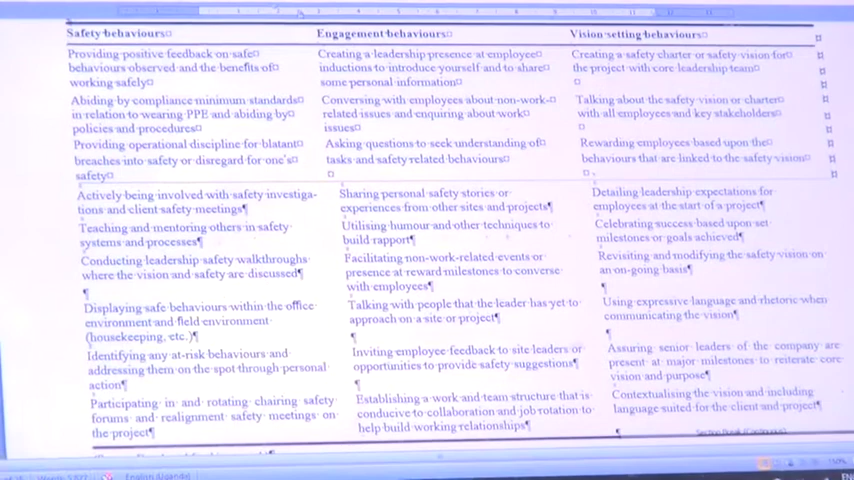 Safety behaviours
Providing positive feedback on safe
behaviours observed and the benefits of
working safely
Abiding by compliance minimum standards
in relation to wearing PPE and abiding by
policies and procedures
Providing operational discipline for blatant
breaches into safety or disregard for one's
safety
Actively being involved with safety investiga-
tions and client safety meetings¶
Teaching and mentoring others in safety
systems and processes¶
Conducting leadership safety walkthroughs
where the vision and safety are discussed¶
¶
Displaying safe behaviours within the office
environment and field environment
(housekeeping, etc.)¶
Identifying any at-risk behaviours and
addressing them on the spot through personal
action¶
Participating in and rotating chairing safety
forums and realignment safety meetings on
the project¶
Engagement behaviours
Creating a leadership presence at employee
inductions to introduce yourself and to share
some personal information
Conversing with employees about non-work-
related issues and enquiring about work
issues
Asking questions to seek understanding of
tasks and safety related behaviours
Sharing personal safety stories or
experiences from other sites and projects¶
Utilising humour and other techniques to
build rapport¶
Facilitating non-work-related events or
presence at reward milestones to converse
with employees¶
Talking with people that the leader has yet to
approach on a site or project¶
¶
Inviting employee feedback to site leaders or
opportunities to provide safety suggestions¶
¶
Establishing a work and team structure that is
conducive to collaboration and job rotation to
help build working relationships¶
Vision-setting behaviours
Creating a safety charter or safety vision for
the project with core leadership team
Talking about the safety vision or charter
with all employees and key stakeholders
Rewarding employees based upon the
behaviours that are linked to the safety vision
Detailing leadership expectations for
employees at the start of a project¶
Celebrating success based upon set
milestones or goals achieved¶
Revisiting and modifying the safety vision on
an on-going basis¶
¶
Using expressive language and rhetoric when
communicating the vision¶
¶
Assuring senior leaders of the company are
present at major milestones to reiterate core
vision and purpose¶
Contextualising the vision and including
language suited for the client and project¶
¶
Section Break (Continuous)
English (Uganda)
150%